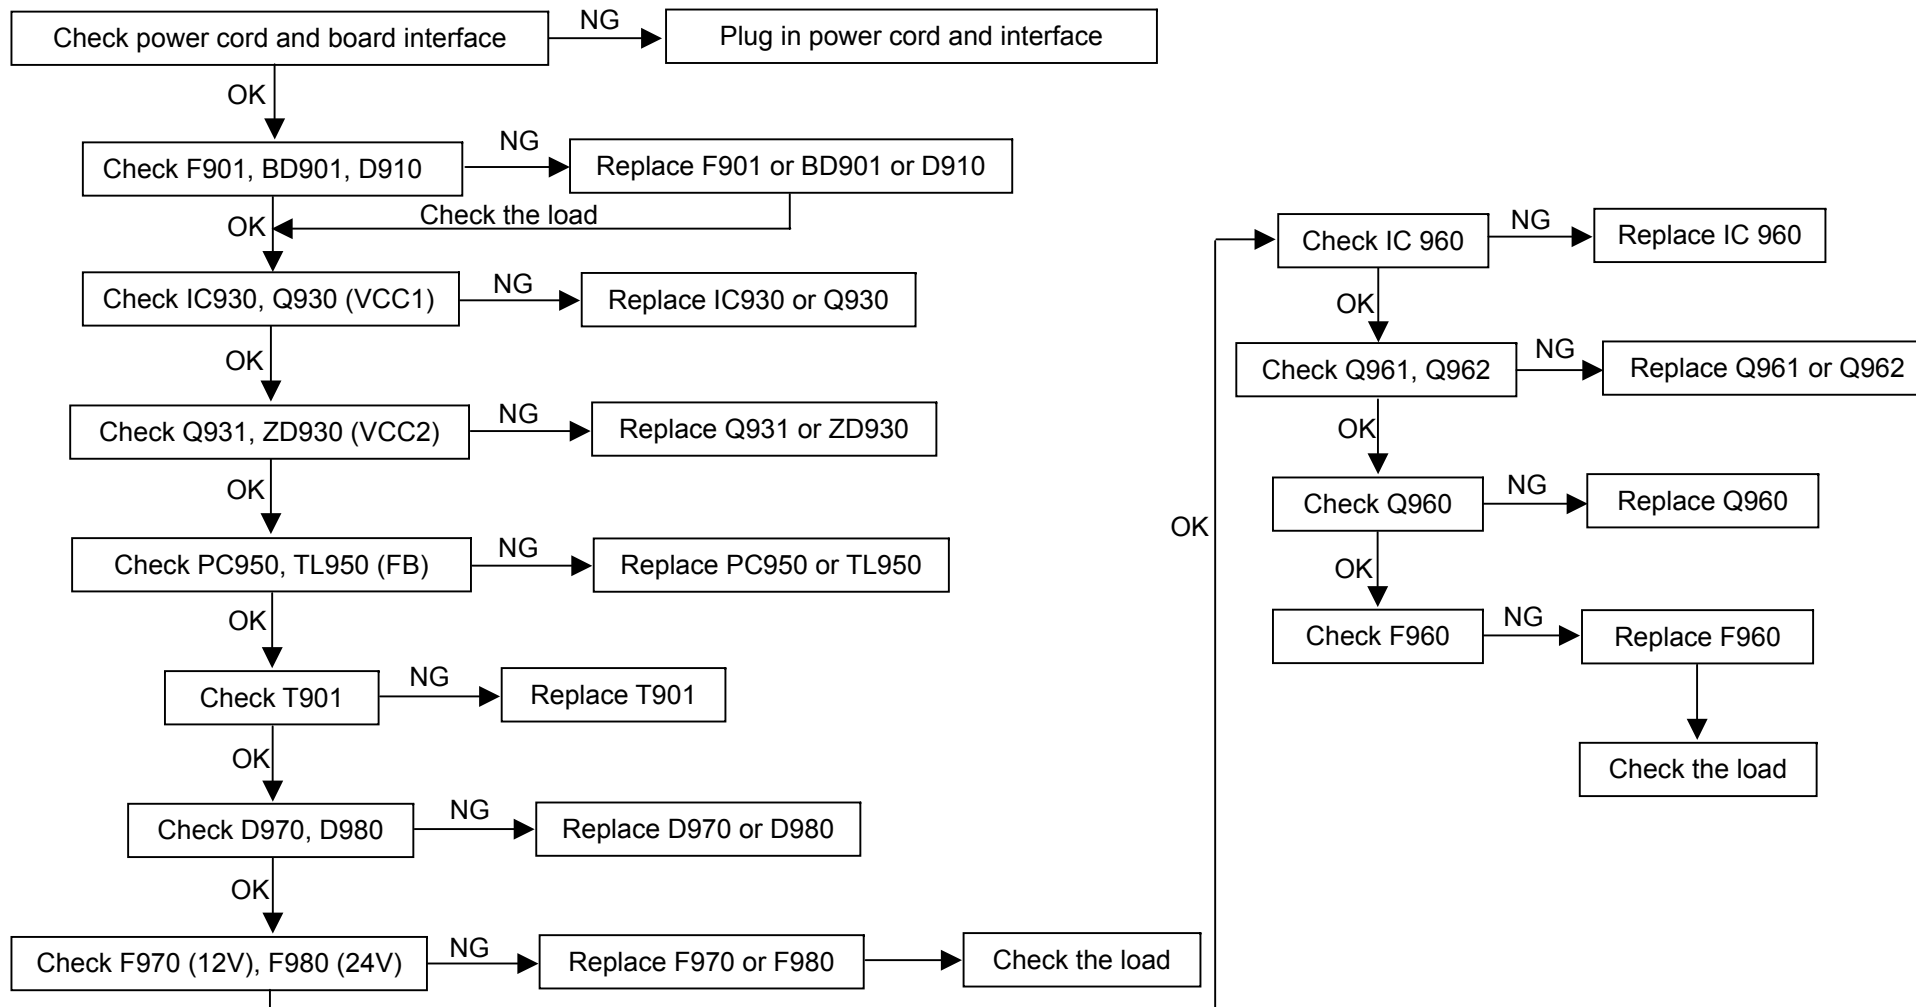 Check power cord and board interface
NG
Plug in power cord and interface
OK
Check F901, BD901, D910
NG
Replace F901 or BD901 or D910
Check the load
OK
Check IC930, Q930 (VCC1)
NG
Replace IC930 or Q930
OK
Check Q931, ZD930 (VCC2)
NG
Replace Q931 or ZD930
OK
Check PC950, TL950 (FB)
NG
Replace PC950 or TL950
OK
Check T901
NG
Replace T901
OK
Check D970, D980
NG
Replace D970 or D980
OK
Check F970 (12V), F980 (24V)
NG
Replace F970 or F980
Check the load
OK
Check IC 960
NG
Replace IC 960
OK
Check Q961, Q962
NG
Replace Q961 or Q962
OK
Check Q960
NG
Replace Q960
OK
Check F960
NG
Replace F960
Check the load